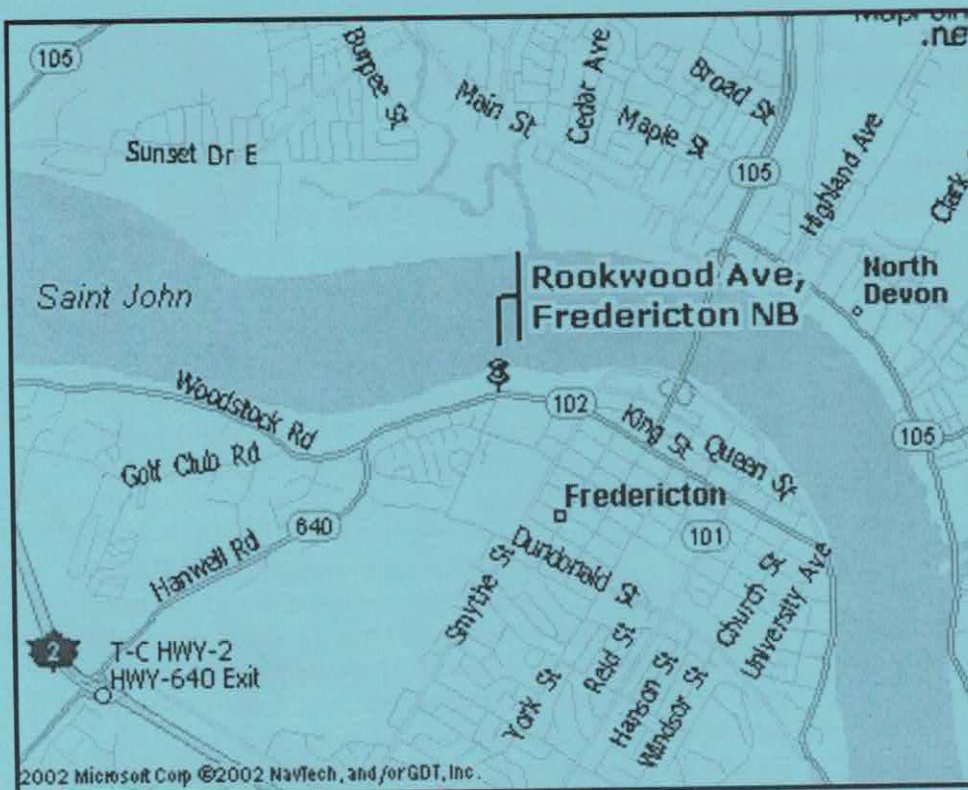 MapPoint
.ne
105
Burpee St
Main St
Cedar Ave
Broad St
Maple St
Sunset Dr E
105
Highland Ave
Clark
Saint John
Rookwood Ave,
Fredericton NB
North
Devon
Woodstock Rd
102
King St
Queen St
105
Golf Club Rd
Fredericton
640
101
Hanwell Rd
Smythe St
Dundonald St
Church St
University Ave
2
T-C HWY-2
HWY-640 Exit
York St
Reid St
Hanson St
Windsor St
2002 Microsoft Corp ©2002 NavTech, and/or GDT, Inc.